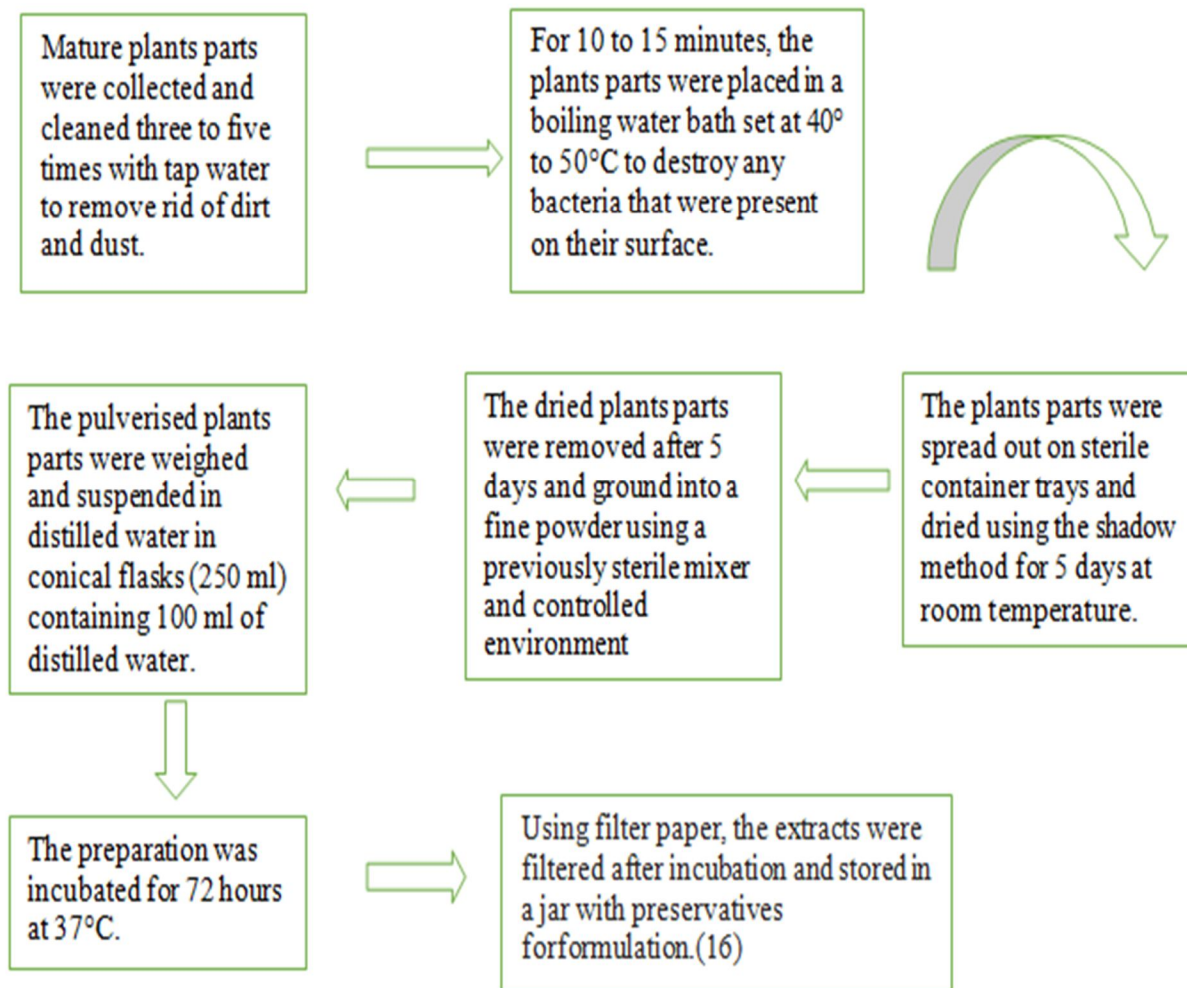 Mature plants parts
were collected and
cleaned three to five
times with tap water
to remove rid of dirt
and dust.
For 10 to 15 minutes, the
plants parts were placed in a
boiling water bath set at 40°
to 50°C to destroy any
bacteria that were present
on their surface.
The plants parts were
spread out on sterile
container trays and
dried using the shadow
method for 5 days at
room temperature.
The dried plants parts
were removed after 5
days and ground into a
fine powder using a
previously sterile mixer
and controlled
environment
The pulverised plants
parts were weighed
and suspended in
distilled water in
conical flasks (250 ml)
containing 100 ml of
distilled water.
The preparation was
incubated for 72 hours
at 37°C.
Using filter paper, the extracts were
filtered after incubation and stored in
a jar with preservatives
forformulation.(16)